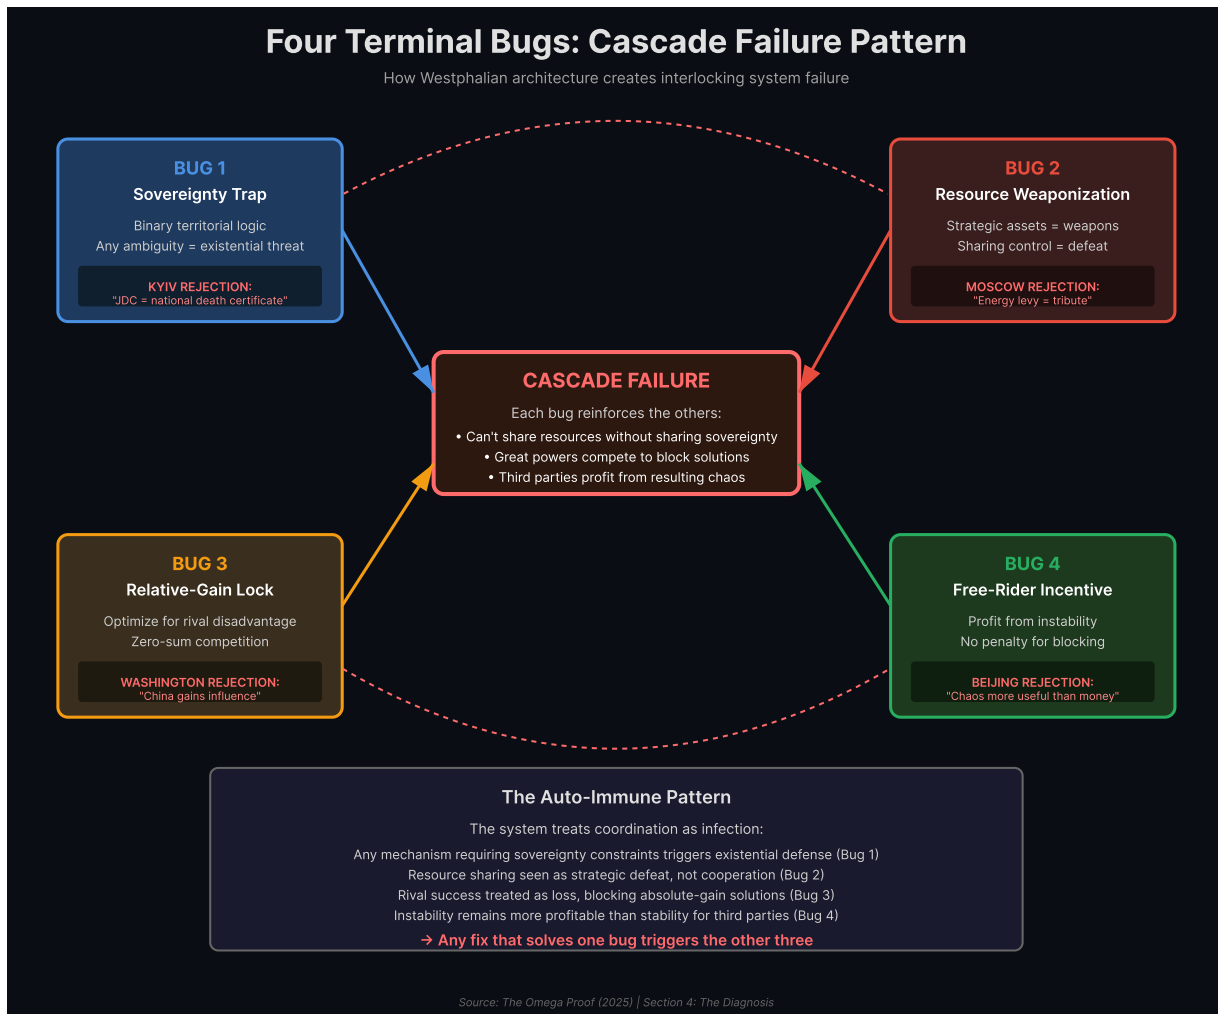 Four Terminal Bugs: Cascade Failure Pattern
How Westphalian architecture creates interlocking system failure
BUG 1
Sovereignty Trap
Binary territorial logic
Any ambiguity = existential threat
KYIV REJECTION:
"JDC = national death certificate"
BUG 2
Resource Weaponization
Strategic assets = weapons
Sharing control = defeat
MOSCOW REJECTION:
"Energy levy = tribute"
CASCADE FAILURE
Each bug reinforces the others:
• Can't share resources without sharing sovereignty
• Great powers compete to block solutions
• Third parties profit from resulting chaos
BUG 3
Relative-Gain Lock
Optimize for rival disadvantage
Zero-sum competition
WASHINGTON REJECTION:
"China gains influence"
BUG 4
Free-Rider Incentive
Profit from instability
No penalty for blocking
BEIJING REJECTION:
"Chaos more useful than money"
The Auto-Immune Pattern
The system treats coordination as infection:
Any mechanism requiring sovereignty constraints triggers existential defense (Bug 1)
Resource sharing seen as strategic defeat, not cooperation (Bug 2)
Rival success treated as loss, blocking absolute-gain solutions (Bug 3)
Instability remains more profitable than stability for third parties (Bug 4)
→ Any fix that solves one bug triggers the other three
Source: The Omega Proof (2025) | Section 4: The Diagnosis